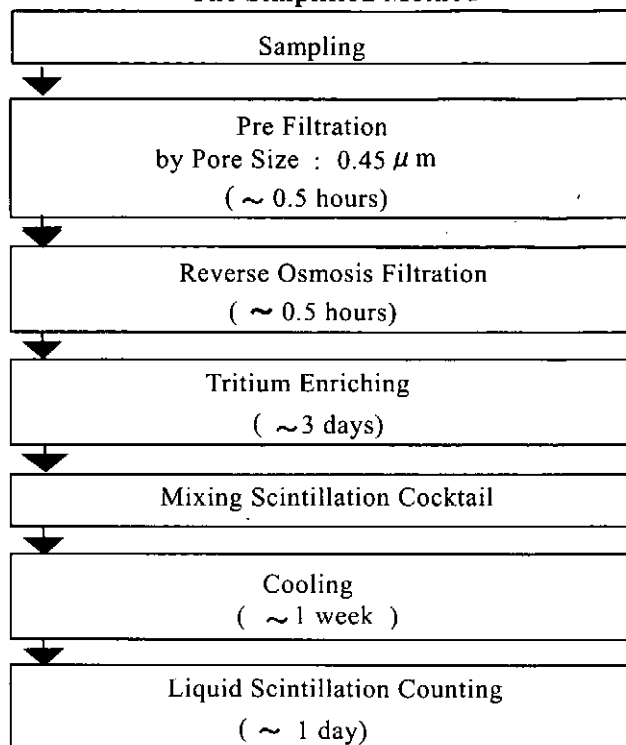 The Simplified Method
Sampling
Pre Filtration
by Pore Size : 0.45 μm
( ~ 0.5 hours)
Reverse Osmosis Filtration
( ~ 0.5 hours)
Tritium Enriching
( ~3 days)
Mixing Scintillation Cocktail
Cooling
( ~1 week )
Liquid Scintillation Counting
( ~ 1 day)